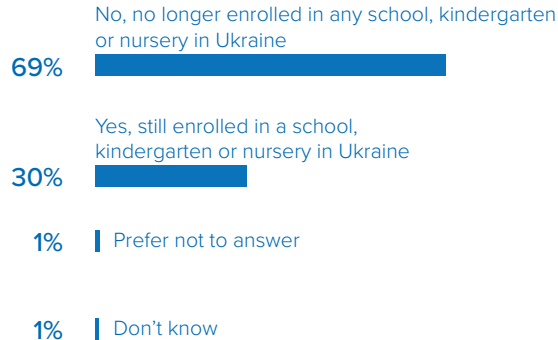 No, no longer enrolled in any school, kindergarten
or nursery in Ukraine
69%
Yes, still enrolled in a school,
kindergarten or nursery in Ukraine
30%
1% Prefer not to answer
1% Don’t know